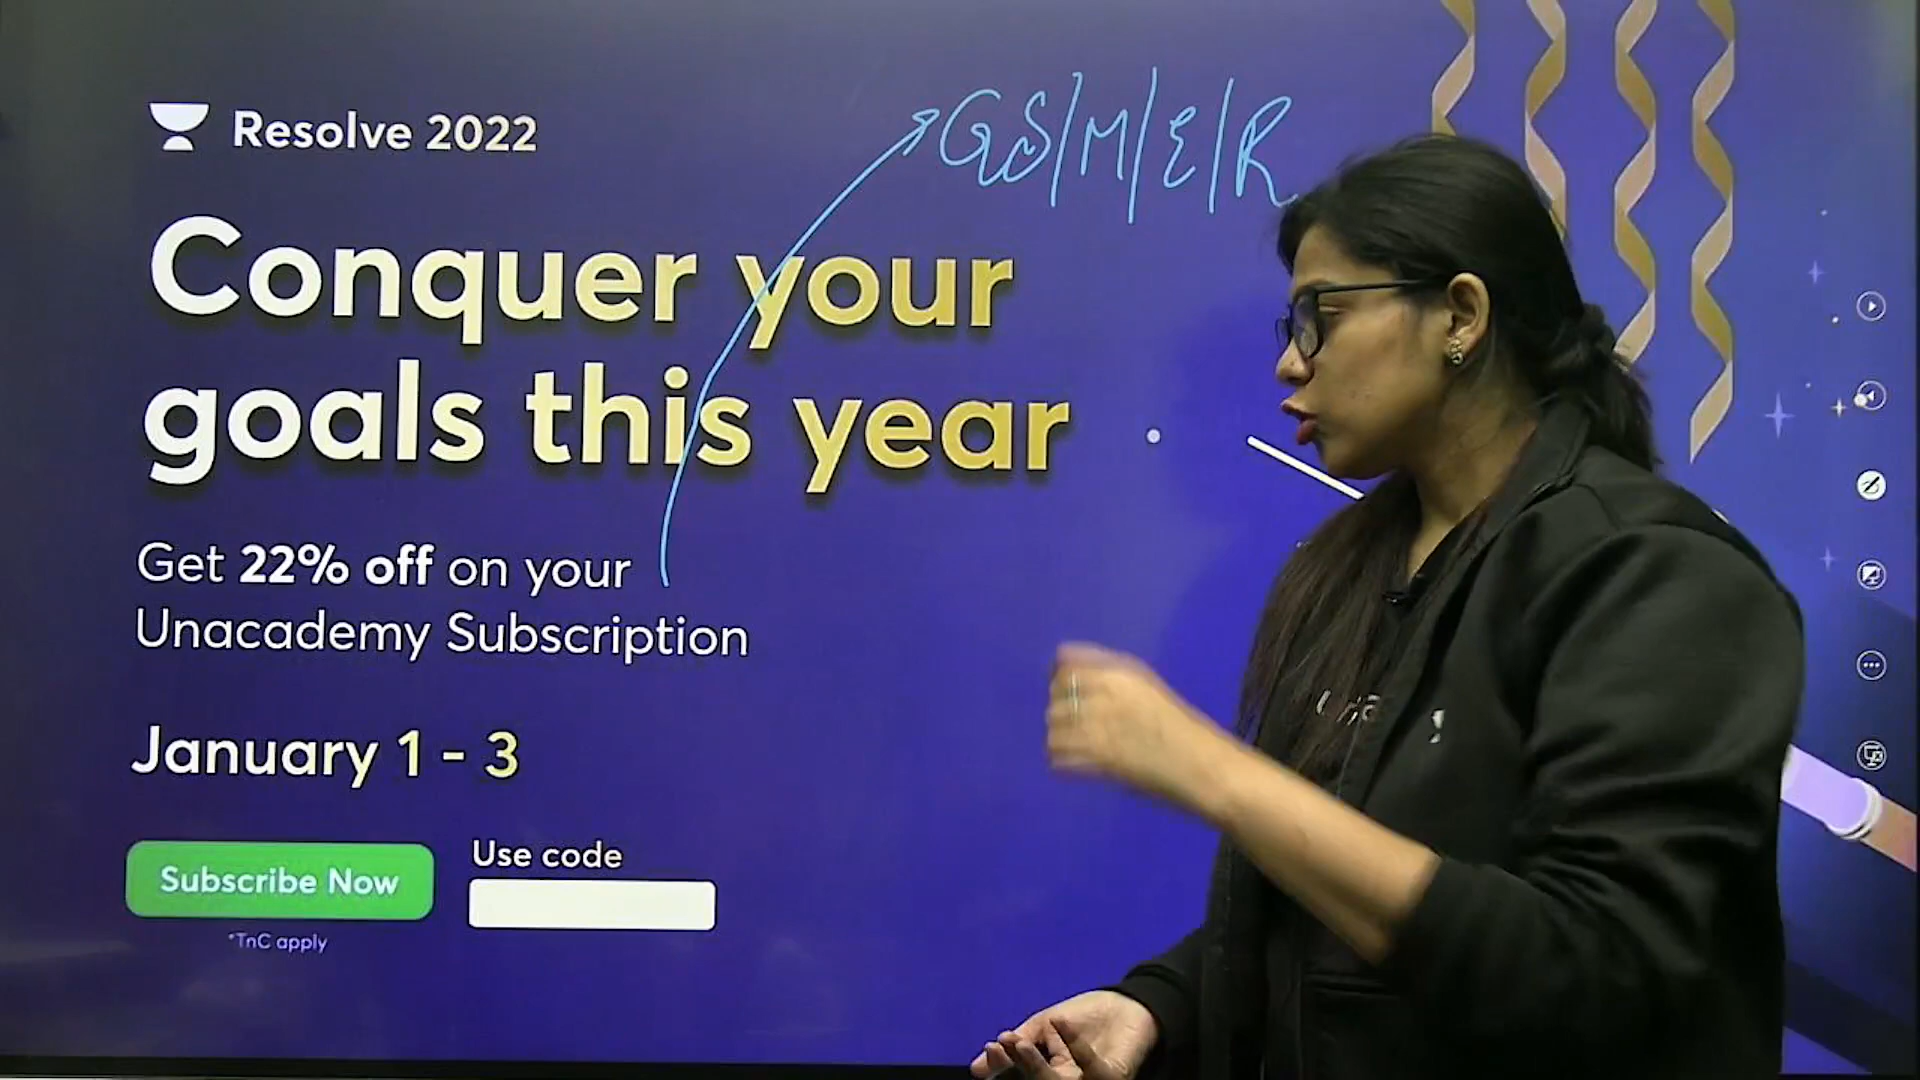 Resolve 2022
GS/M/E/R
Conquer your
goals this year
Get 22% off on your
Unacademy Subscription
January 1 - 3
Subscribe Now
Use code
*TnC apply